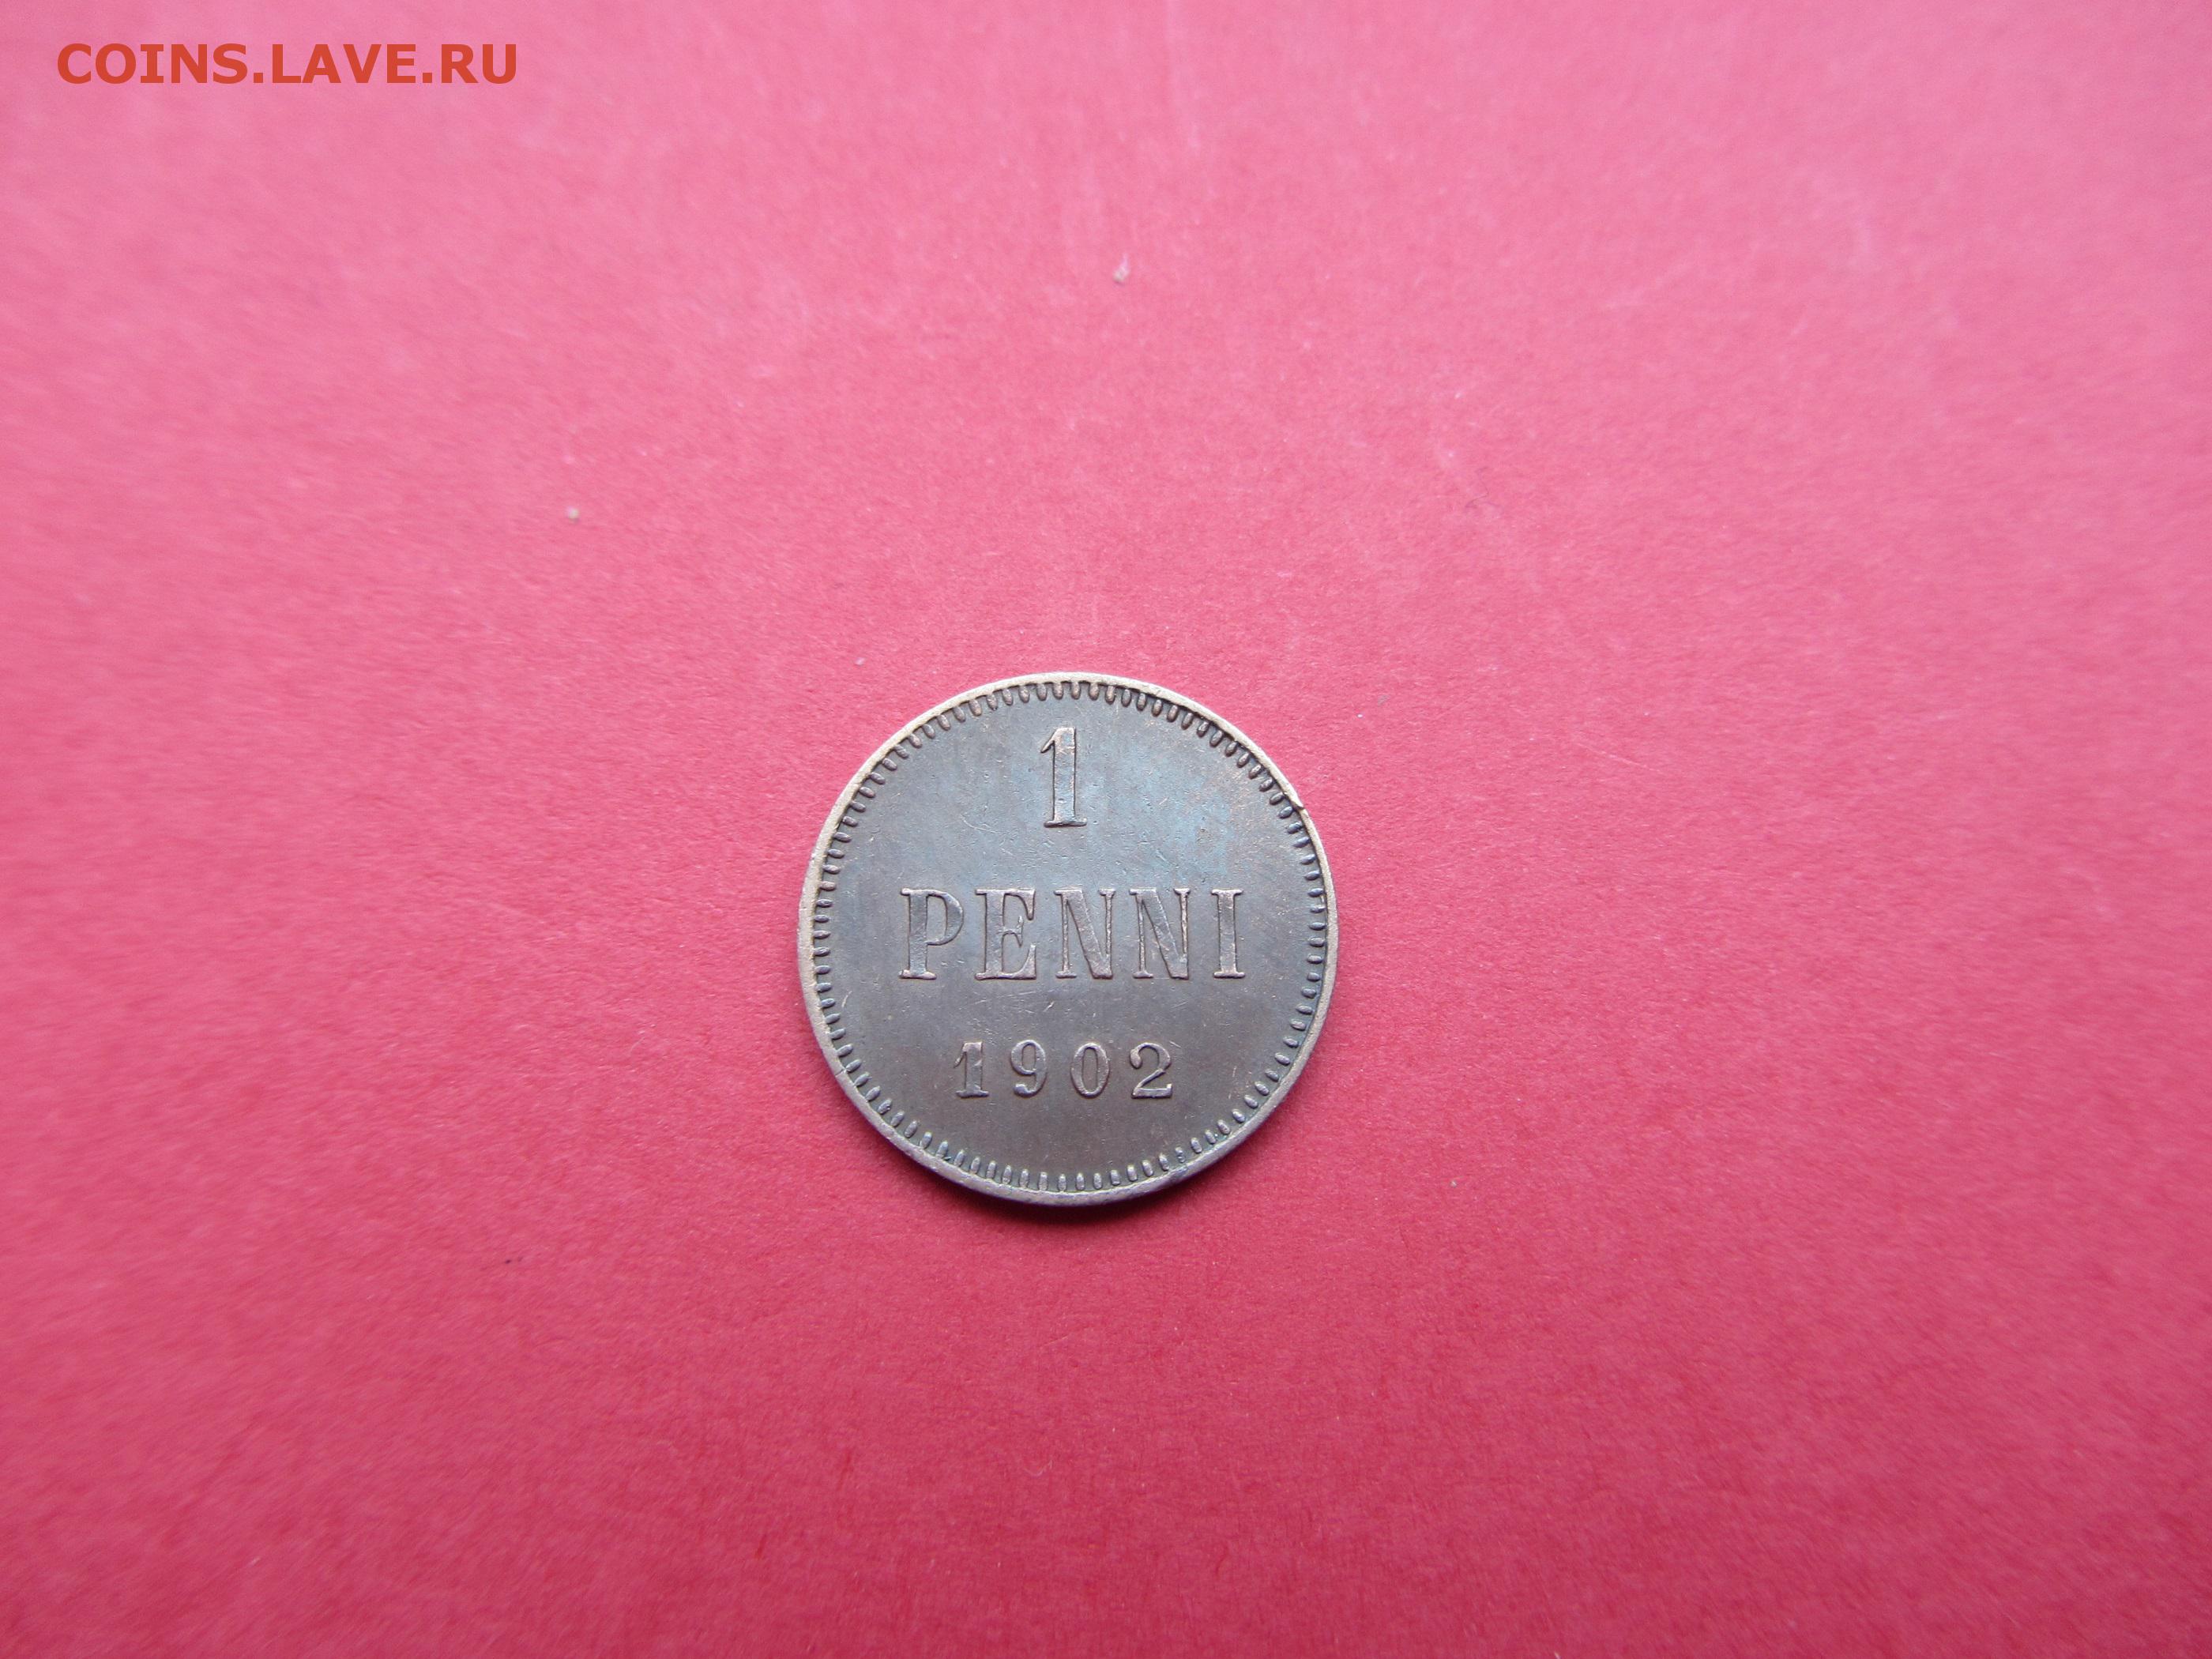 COINS.LAVE.RU
1
PENNI
1902